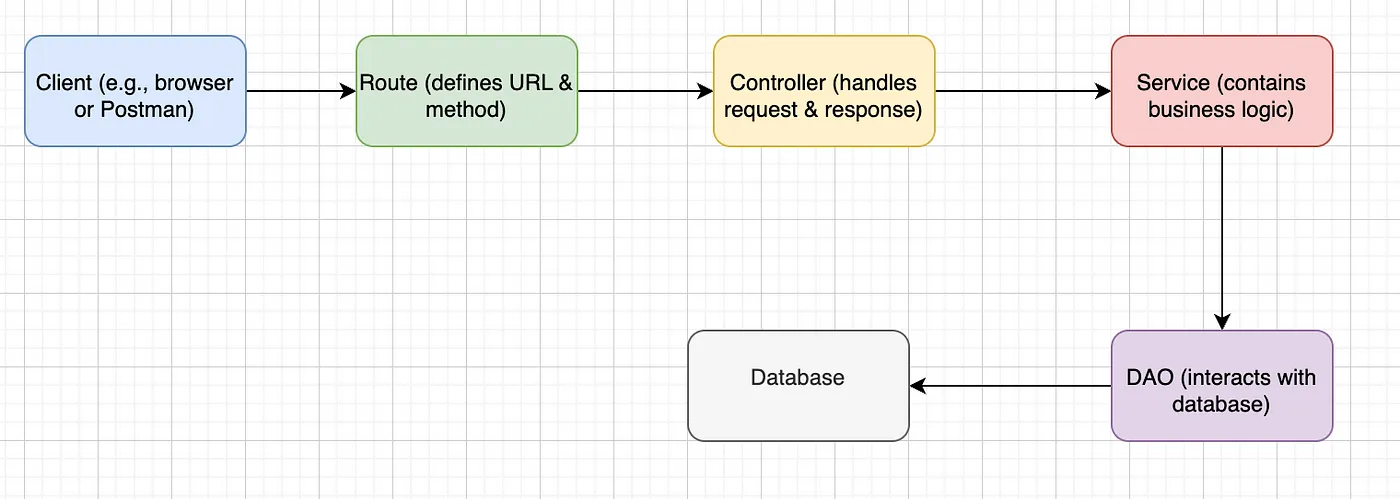 Client (e.g., browser
or Postman)
Route (defines URL &
method)
Controller (handles
request & response)
Service (contains
business logic)
Database
DAO (interacts with
database)